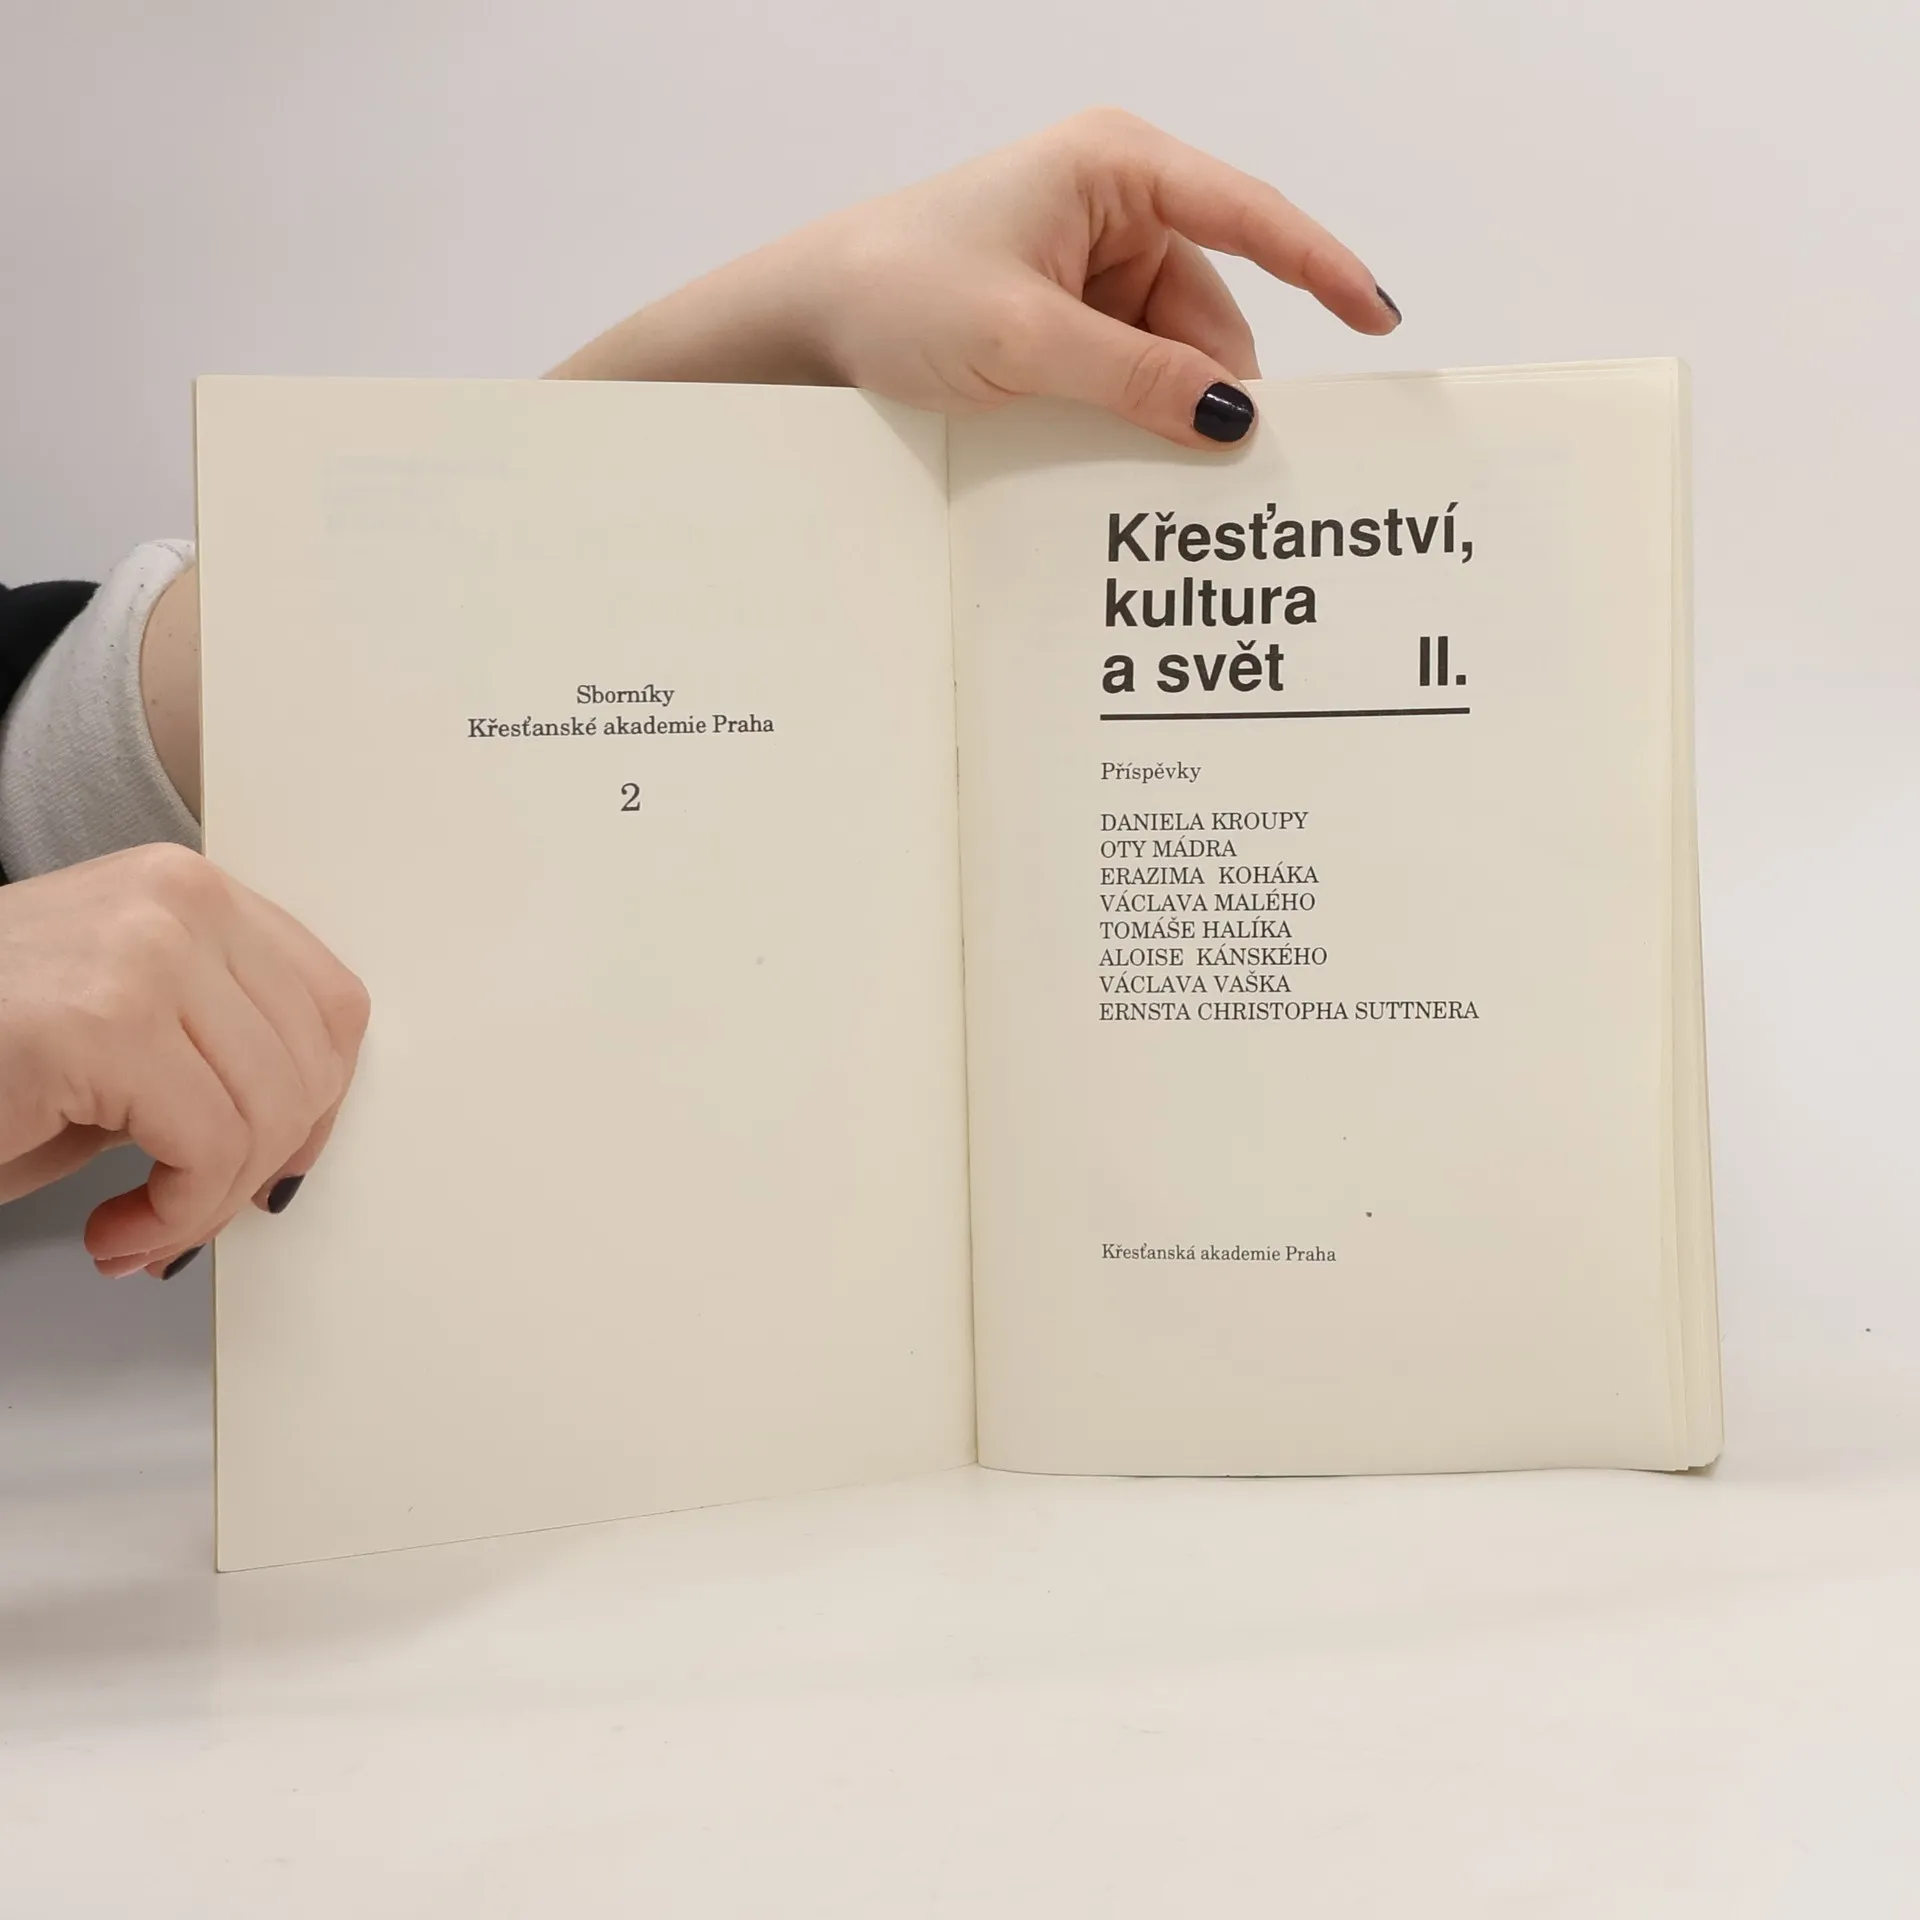 Sborníky
Křesťanské akademie Praha
2
Křesťanství,
kultura
a svět II.
Příspěvky
DANIELA KROUPY
OTY MÁDRA
ERAZIMA KOHÁKA
VÁCLAVA MALÉHO
TOMÁŠE HALÍKA
ALOISE KÁNSKÉHO
VÁCLAVA VAŠKA
ERNSTA CHRISTOPHA SUTTNERA
Křesťanská akademie Praha